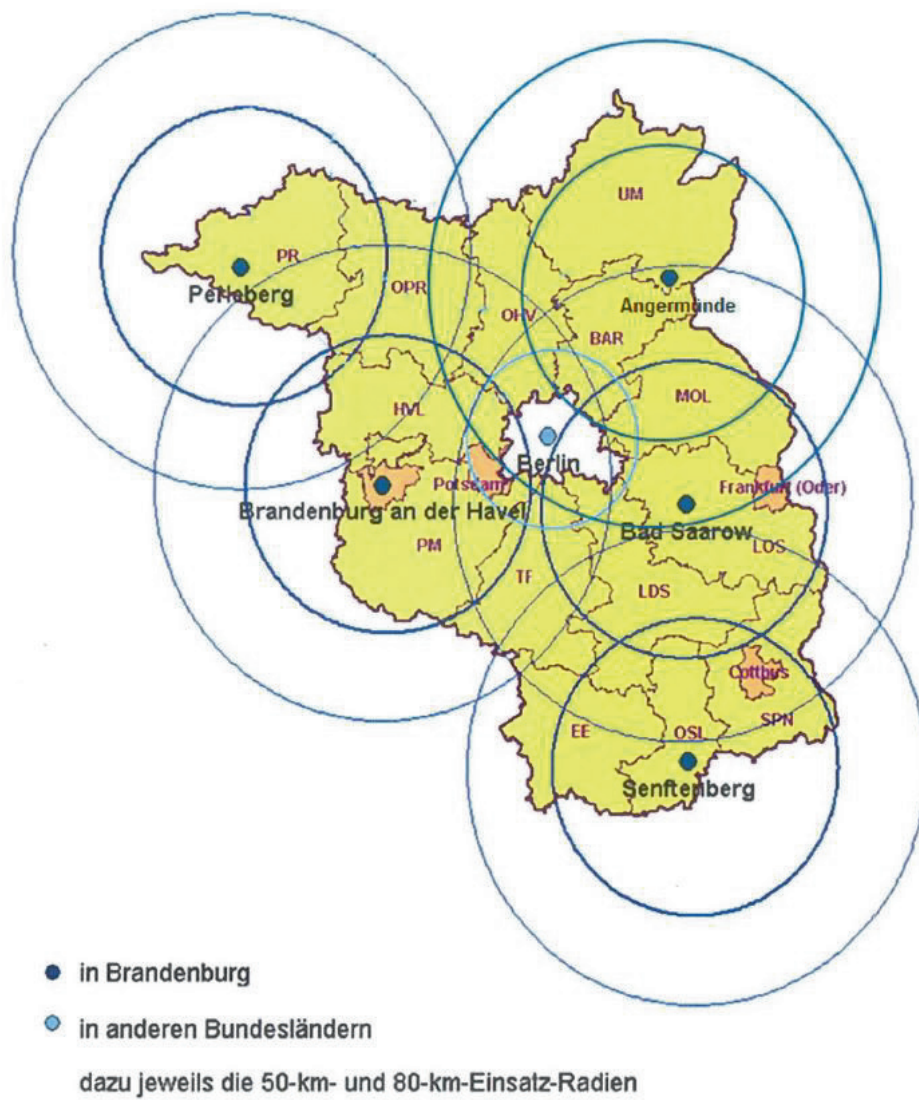 UM
PR
Perleberg
OPR
Angermünde
OHV
BAR
MOL
HVL
Berlin
Potsdam
Frankfurt (Oder)
Brandenburg an der Havel
Bad Saarow
PM
LOS
TF
LDS
Cottbus
SPN
EE
OSL
Senftenberg
in Brandenburg
in anderen Bundesländern
dazu jeweils die 50-km- und 80-km-Einsatz-Radien